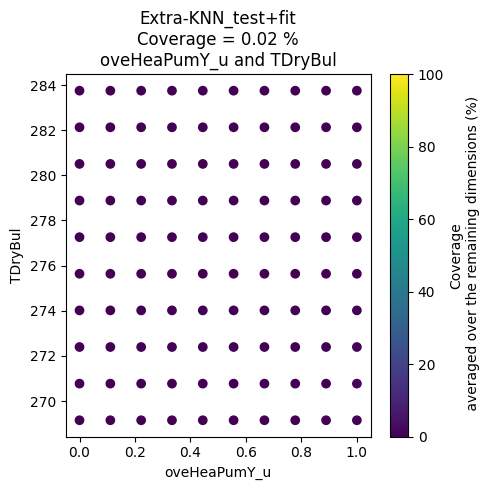 Extra-KNN_test+fit
Coverage = 0.02 %
oveHeaPumY_u and TDryBul
284
282
280
278
276
274
272
270
TDryBul
0.0 0.2 0.4 0.6 0.8 1.0
oveHeaPumY_u
100
80
60
40
20
0
Coverage
averaged over the remaining dimensions (%)